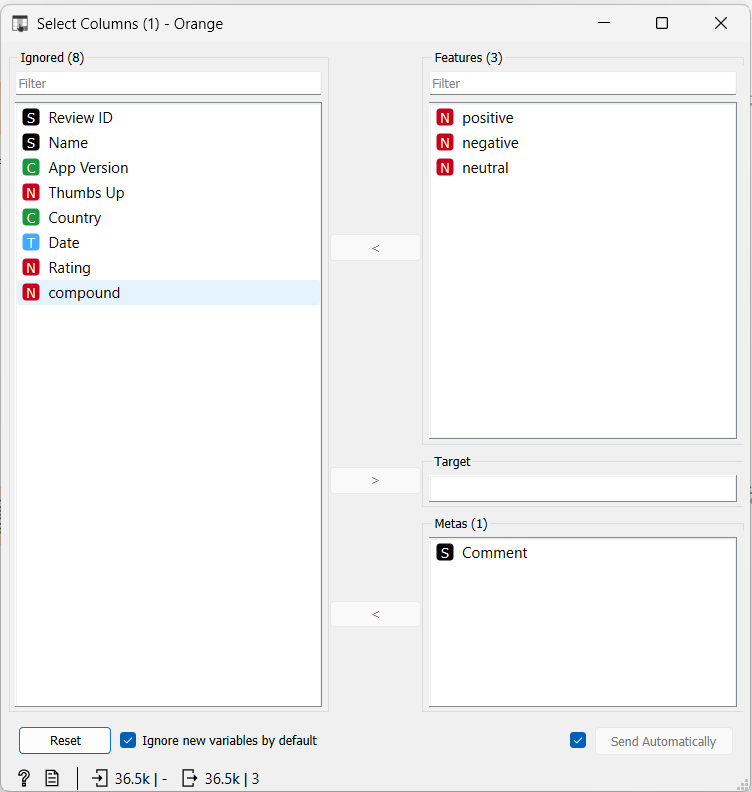 Select Columns (1) - Orange
Ignored (8)
Filter
S Review ID
S Name
C App Version
N Thumbs Up
C Country
T Date
N Rating
N compound
<
>
<
Features (3)
Filter
N positive
N negative
N neutral
Target
Metas (1)
S Comment
Reset
Ignore new variables by default
Send Automatically
? 36.5k | - 36.5k | 3